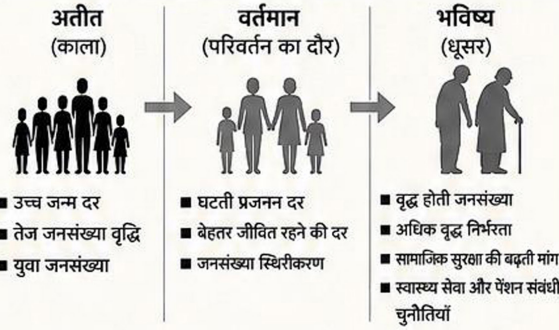 अतीत
(काला)
■ उच्च जन्म दर
■ तेज जनसंख्या वृद्धि
■ युवा जनसंख्या
वर्तमान
(परिवर्तन का दौर)
■ घटती प्रजनन दर
■ बेहतर जीवित रहने की दर
■ जनसंख्या स्थिरीकरण
भविष्य
(धूसर)
■ वृद्ध होती जनसंख्या
■ अधिक वृद्ध निर्भरता
■ सामाजिक सुरक्षा की बढ़ती मांग
■ स्वास्थ्य सेवा और पेंशन संबंधी
चुनौतियाँ